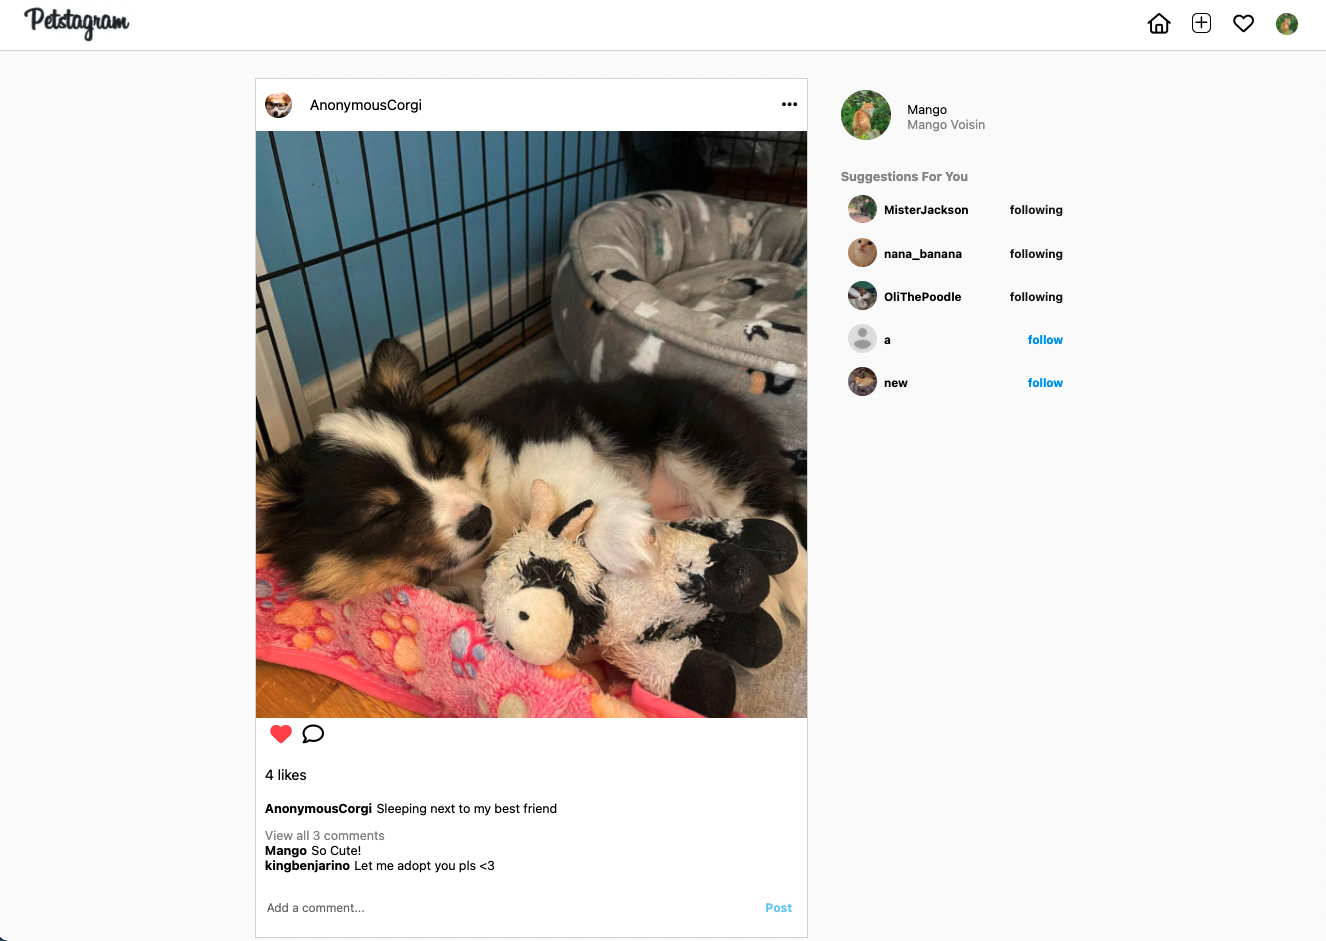 Petstagram
AnonymousCorgi
Mango
Mango Voisin
Suggestions For You
MisterJackson following
nana_banana following
OliThePoodle following
a follow
new follow
4 likes
AnonymousCorgi Sleeping next to my best friend
View all 3 comments
Mango So Cute!
kingbenjarino Let me adopt you pls <3
Add a comment... Post